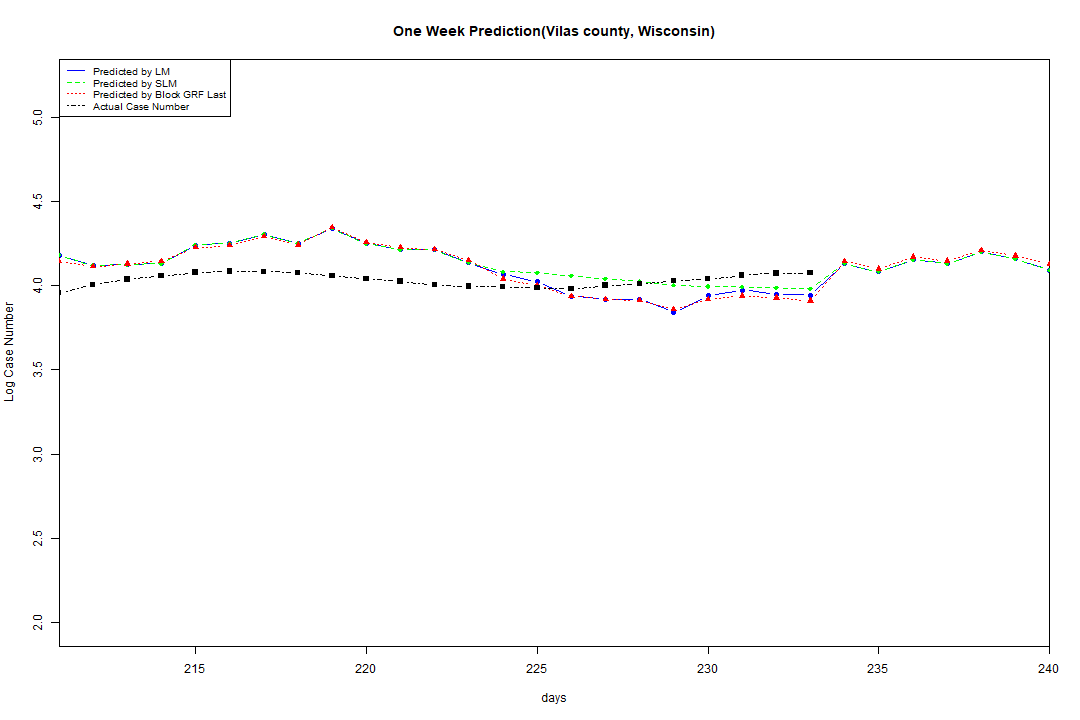 One Week Prediction(Vilas county, Wisconsin)
Predicted by LM
Predicted by SLM
Predicted by Block GRF Last
Actual Case Number
5.0
4.5
4.0
3.5
3.0
2.5
2.0
Log Case Number
215 220 225 230 235 240
days